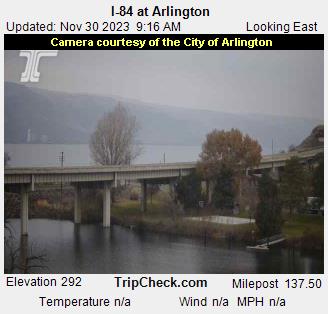 I-84 at Arlington
Updated: Nov 30 2023 9:16 AM Looking East
Camera courtesy of the City of Arlington
Elevation 292 TripCheck.com Milepost 137.50
Temperature n/a Wind n/a MPH n/a